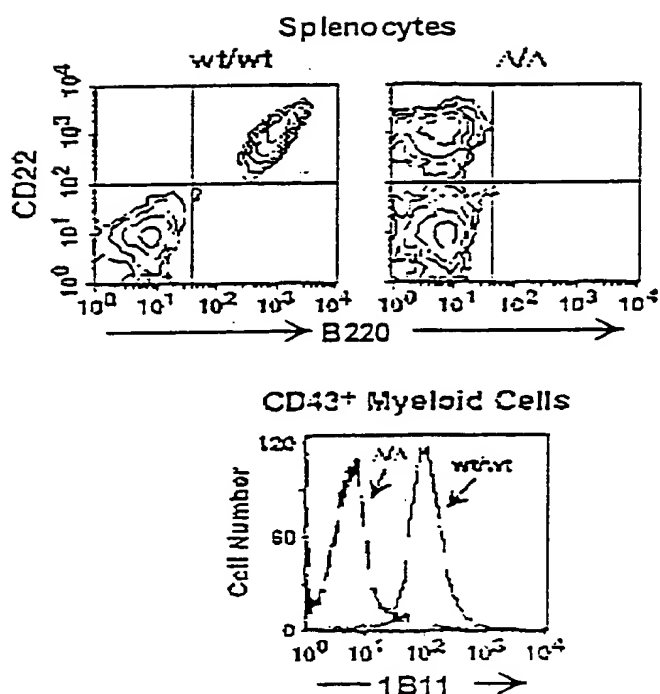 Splenocytes
wt/wt
Δ/Δ
CD22
10⁴
10³
10²
10¹
10⁰
10⁰ 10¹ 10² 10³ 10⁴
10⁰ 10¹ 10² 10³ 10⁴
B220
CD43+ Myeloid Cells
Cell Number
120
60
0
Δ/Δ
wt/wt
10⁰ 10¹ 10² 10³ 10⁴
1B11